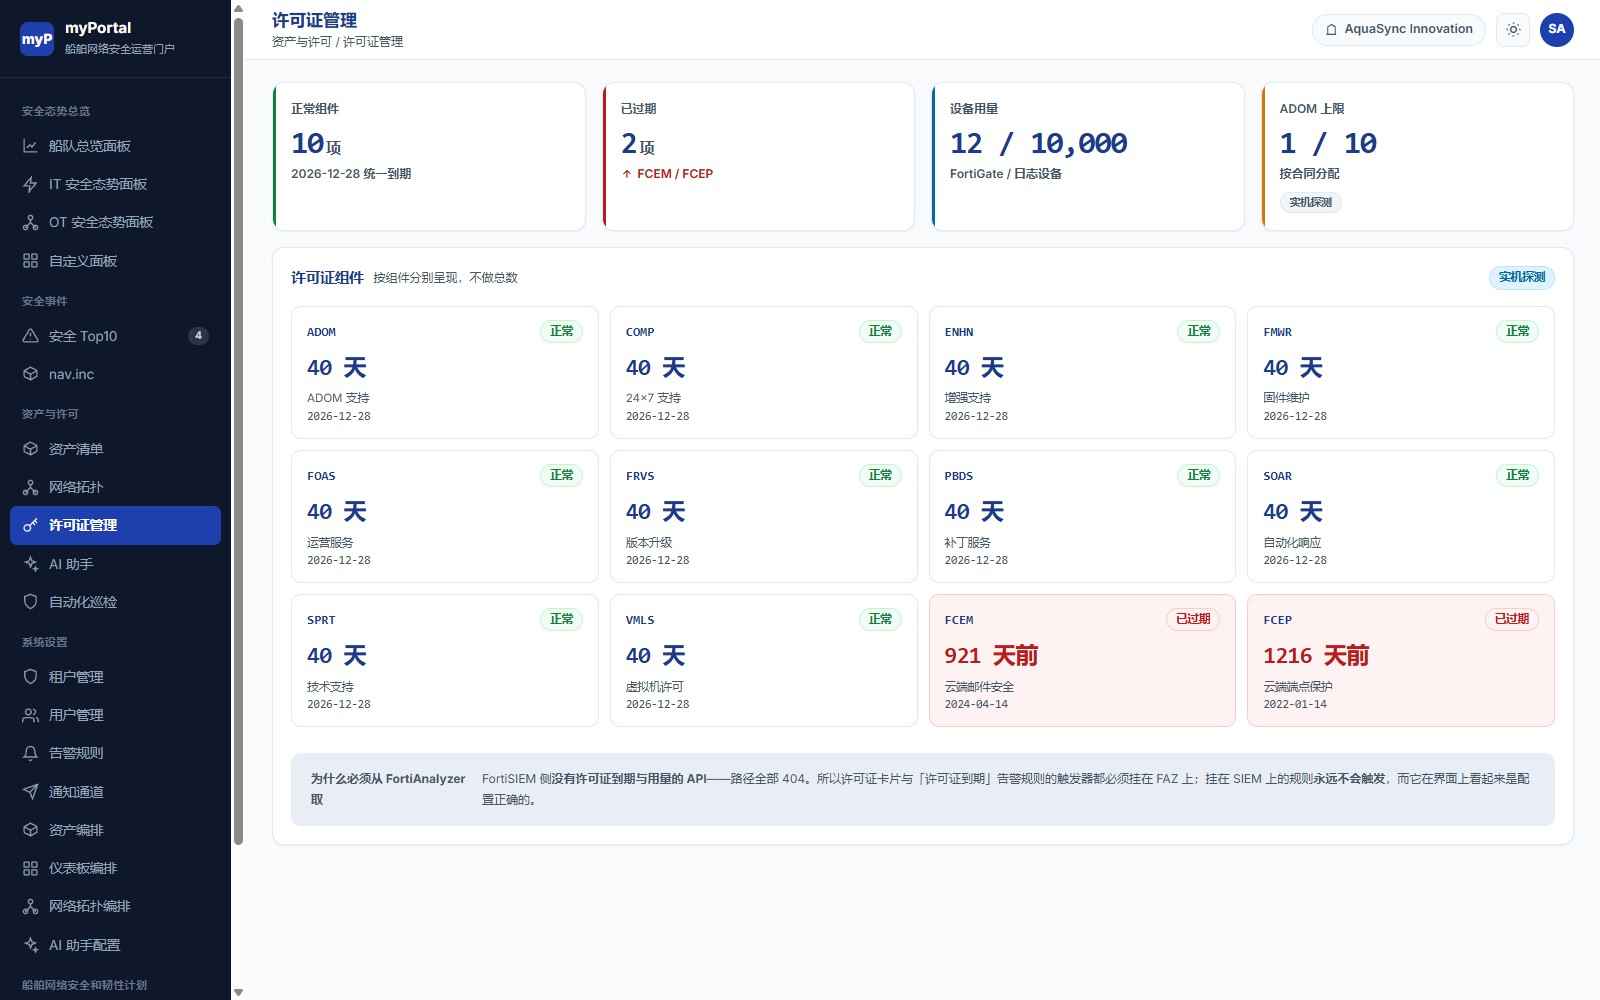 myP
myPortal
船舶网络安全运营门户
安全态势总览
船队总览面板
IT 安全态势面板
OT 安全态势面板
自定义面板
安全事件
安全 Top10
4
nav.inc
资产与许可
资产清单
网络拓扑
许可证管理
AI 助手
自动化巡检
系统设置
租户管理
用户管理
告警规则
通知通道
资产编排
仪表板编排
网络拓扑编排
AI 助手配置
船舶网络安全和韧性计划
许可证管理
资产与许可 / 许可证管理
AquaSync Innovation
SA
正常组件
10项
2026-12-28 统一到期
已过期
2项
↑ FCEM / FCEP
设备用量
12 / 10,000
FortiGate / 日志设备
ADOM 上限
1 / 10
按合同分配
实机探测
许可证组件 按组件分别呈现，不做总数
实机探测
ADOM 正常
40 天
ADOM 支持
2026-12-28
COMP 正常
40 天
24×7 支持
2026-12-28
ENHN 正常
40 天
增强支持
2026-12-28
FMWR 正常
40 天
固件维护
2026-12-28
FOAS 正常
40 天
运营服务
2026-12-28
FRVS 正常
40 天
版本升级
2026-12-28
PBDS 正常
40 天
补丁服务
2026-12-28
SOAR 正常
40 天
自动化响应
2026-12-28
SPRT 正常
40 天
技术支持
2026-12-28
VMLS 正常
40 天
虚拟机许可
2026-12-28
FCEM 已过期
921 天前
云端邮件安全
2024-04-14
FCEP 已过期
1216 天前
云端端点保护
2022-01-14
为什么必须从 FortiAnalyzer
取
FortiSIEM 侧没有许可证到期与用量的 API——路径全部 404。所以许可证卡片与「许可证到期」告警规则的触发器都必须挂在 FAZ 上；挂在 SIEM 上的规则永远不会触发，而它在界面上看起来是配
置正确的。